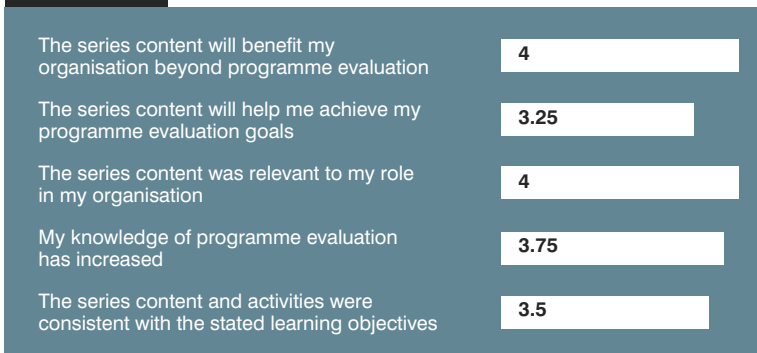 The series content will benefit my
organisation beyond programme evaluation
4
The series content will help me achieve my
programme evaluation goals
3.25
The series content was relevant to my role
in my organisation
4
My knowledge of programme evaluation
has increased
3.75
The series content and activities were
consistent with the stated learning objectives
3.5